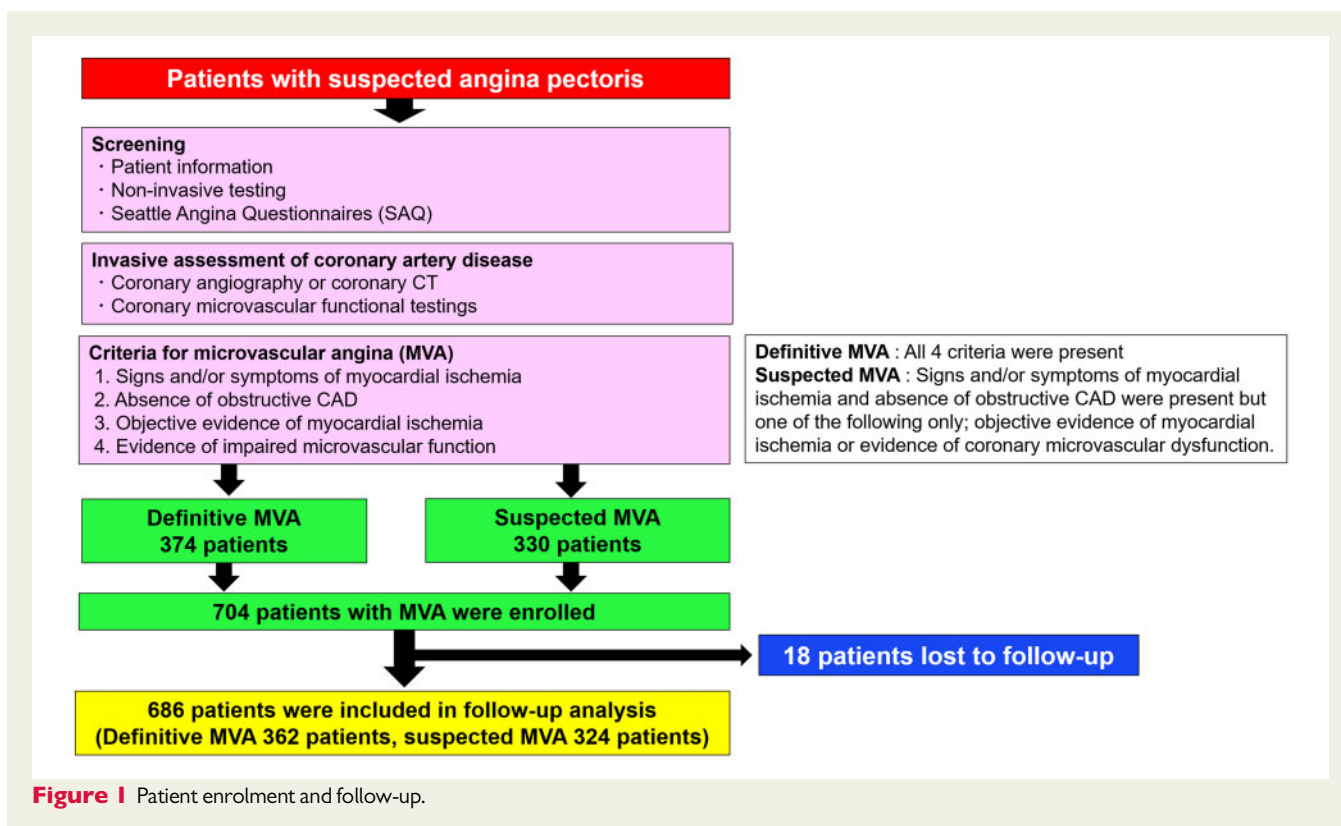 Patients with suspected angina pectoris
Screening
・Patient information
・Non-invasive testing
・Seattle Angina Questionnaires (SAQ)
Invasive assessment of coronary artery disease
・Coronary angiography or coronary CT
・Coronary microvascular functional testings
Criteria for microvascular angina (MVA)
1. Signs and/or symptoms of myocardial ischemia
2. Absence of obstructive CAD
3. Objective evidence of myocardial ischemia
4. Evidence of impaired microvascular function
Definitive MVA : All 4 criteria were present
Suspected MVA : Signs and/or symptoms of myocardial
ischemia and absence of obstructive CAD were present but
one of the following only; objective evidence of myocardial
ischemia or evidence of coronary microvascular dysfunction.
Definitive MVA
374 patients
Suspected MVA
330 patients
704 patients with MVA were enrolled
18 patients lost to follow-up
686 patients were included in follow-up analysis
(Definitive MVA 362 patients, suspected MVA 324 patients)
Figure 1 Patient enrolment and follow-up.